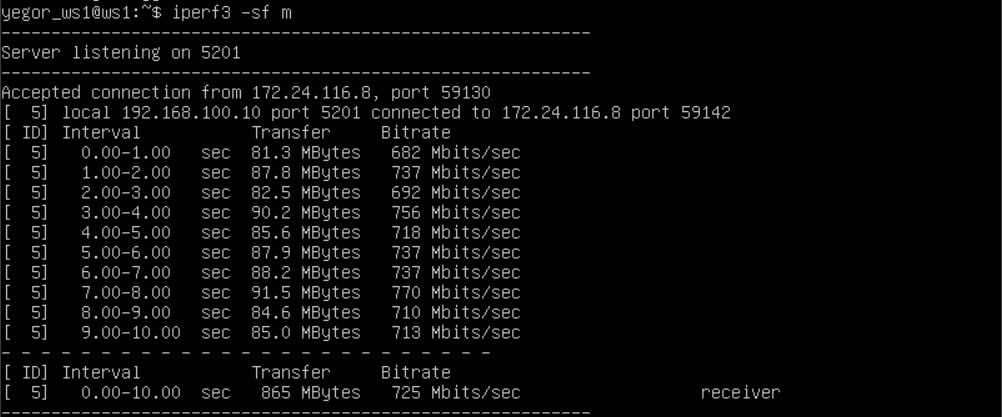 yegor_ws1@ws1:~$ iperf3 -sf m
-----------------------------------------------------------
Server listening on 5201
-----------------------------------------------------------
Accepted connection from 172.24.116.8, port 59130
[  5] local 192.168.100.10 port 5201 connected to 172.24.116.8 port 59142
[ ID] Interval           Transfer     Bitrate
[  5]   0.00-1.00   sec  81.3 MBytes   682 Mbits/sec
[  5]   1.00-2.00   sec  87.8 MBytes   737 Mbits/sec
[  5]   2.00-3.00   sec  82.5 MBytes   692 Mbits/sec
[  5]   3.00-4.00   sec  90.2 MBytes   756 Mbits/sec
[  5]   4.00-5.00   sec  85.6 MBytes   718 Mbits/sec
[  5]   5.00-6.00   sec  87.9 MBytes   737 Mbits/sec
[  5]   6.00-7.00   sec  88.2 MBytes   737 Mbits/sec
[  5]   7.00-8.00   sec  91.5 MBytes   770 Mbits/sec
[  5]   8.00-9.00   sec  84.6 MBytes   710 Mbits/sec
[  5]   9.00-10.00  sec  85.0 MBytes   713 Mbits/sec
- - - - - - - - - - - - - - - - - - - - - - - - -
[ ID] Interval           Transfer     Bitrate
[  5]   0.00-10.00  sec   865 MBytes   725 Mbits/sec                  receiver
-----------------------------------------------------------